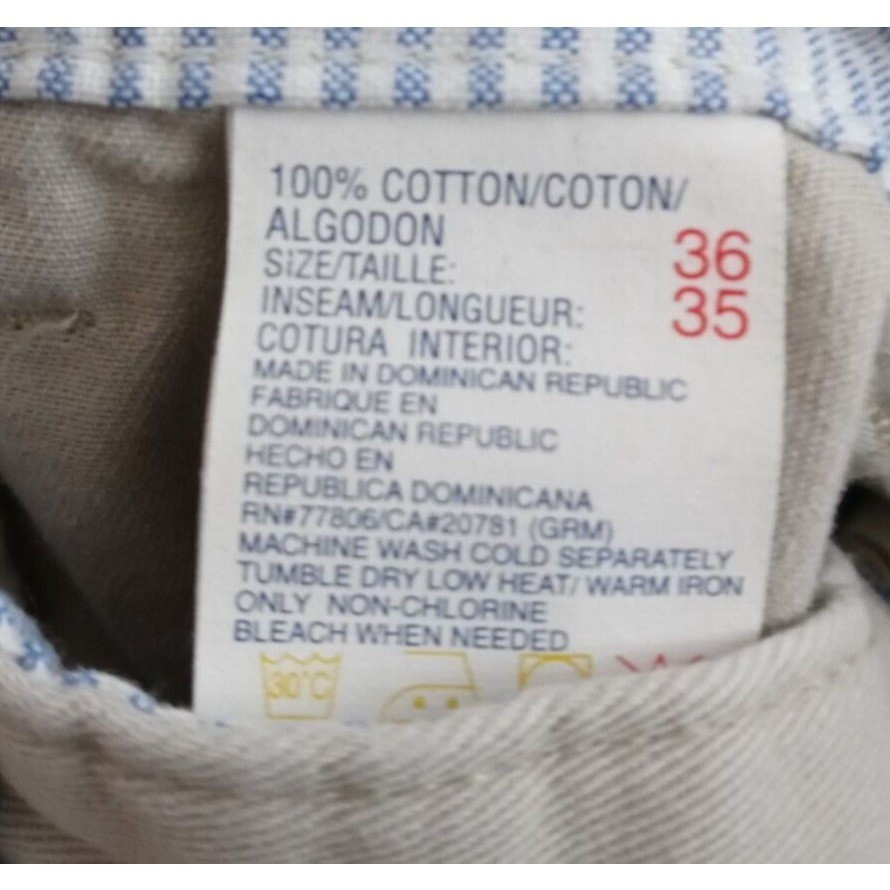 100% COTTON/COTON/
ALGODON
SIZE/TAILLE: 36
INSEAM/LONGUEUR: 35
COTURA INTERIOR:
MADE IN DOMINICAN REPUBLIC
FABRIQUE EN
DOMINICAN REPUBLIC
HECHO EN
REPUBLICA DOMINICANA
RN#77806/CA#20781 (GRM)
MACHINE WASH COLD SEPARATELY
TUMBLE DRY LOW HEAT/ WARM IRON
ONLY NON-CHLORINE
BLEACH WHEN NEEDED
30°C